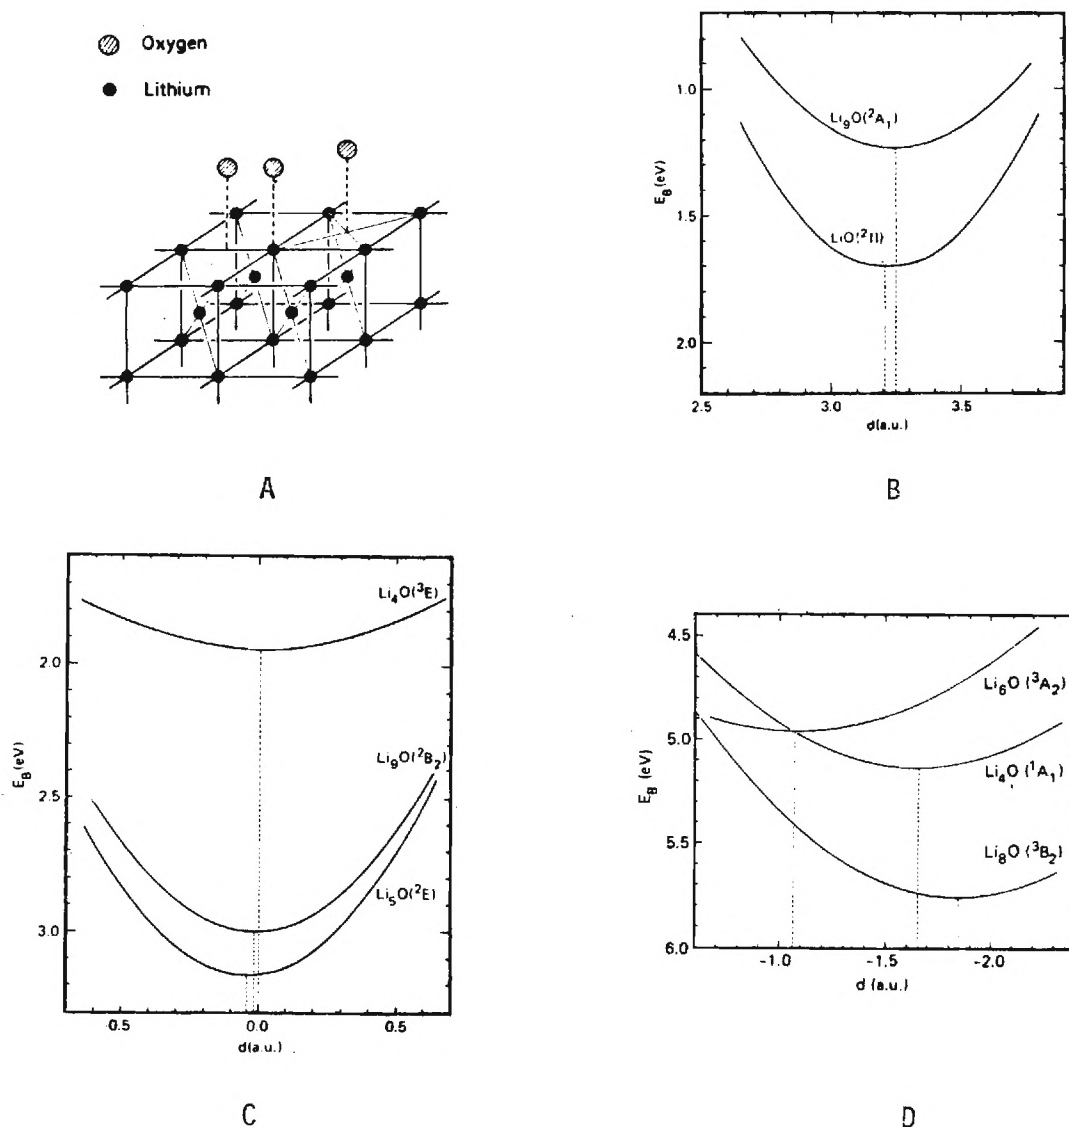 Oxygen
Lithium
A
1.0
1.5
2.0
E_B (eV)
2.5 3.0 3.5
d(a.u.)
Li₉O(²A₁)
LiO(²Π)
B
2.0
2.5
3.0
E_B (eV)
0.5 0.0 0.5
d(a.u.)
Li₄O(³E)
Li₉O(²B₂)
Li₅O(²E)
C
4.5
5.0
5.5
6.0
E_B (eV)
-1.0 -1.5 -2.0
d (a.u.)
Li₆O (³A₂)
Li₄O (¹A₁)
Li₈O (³B₂)
D